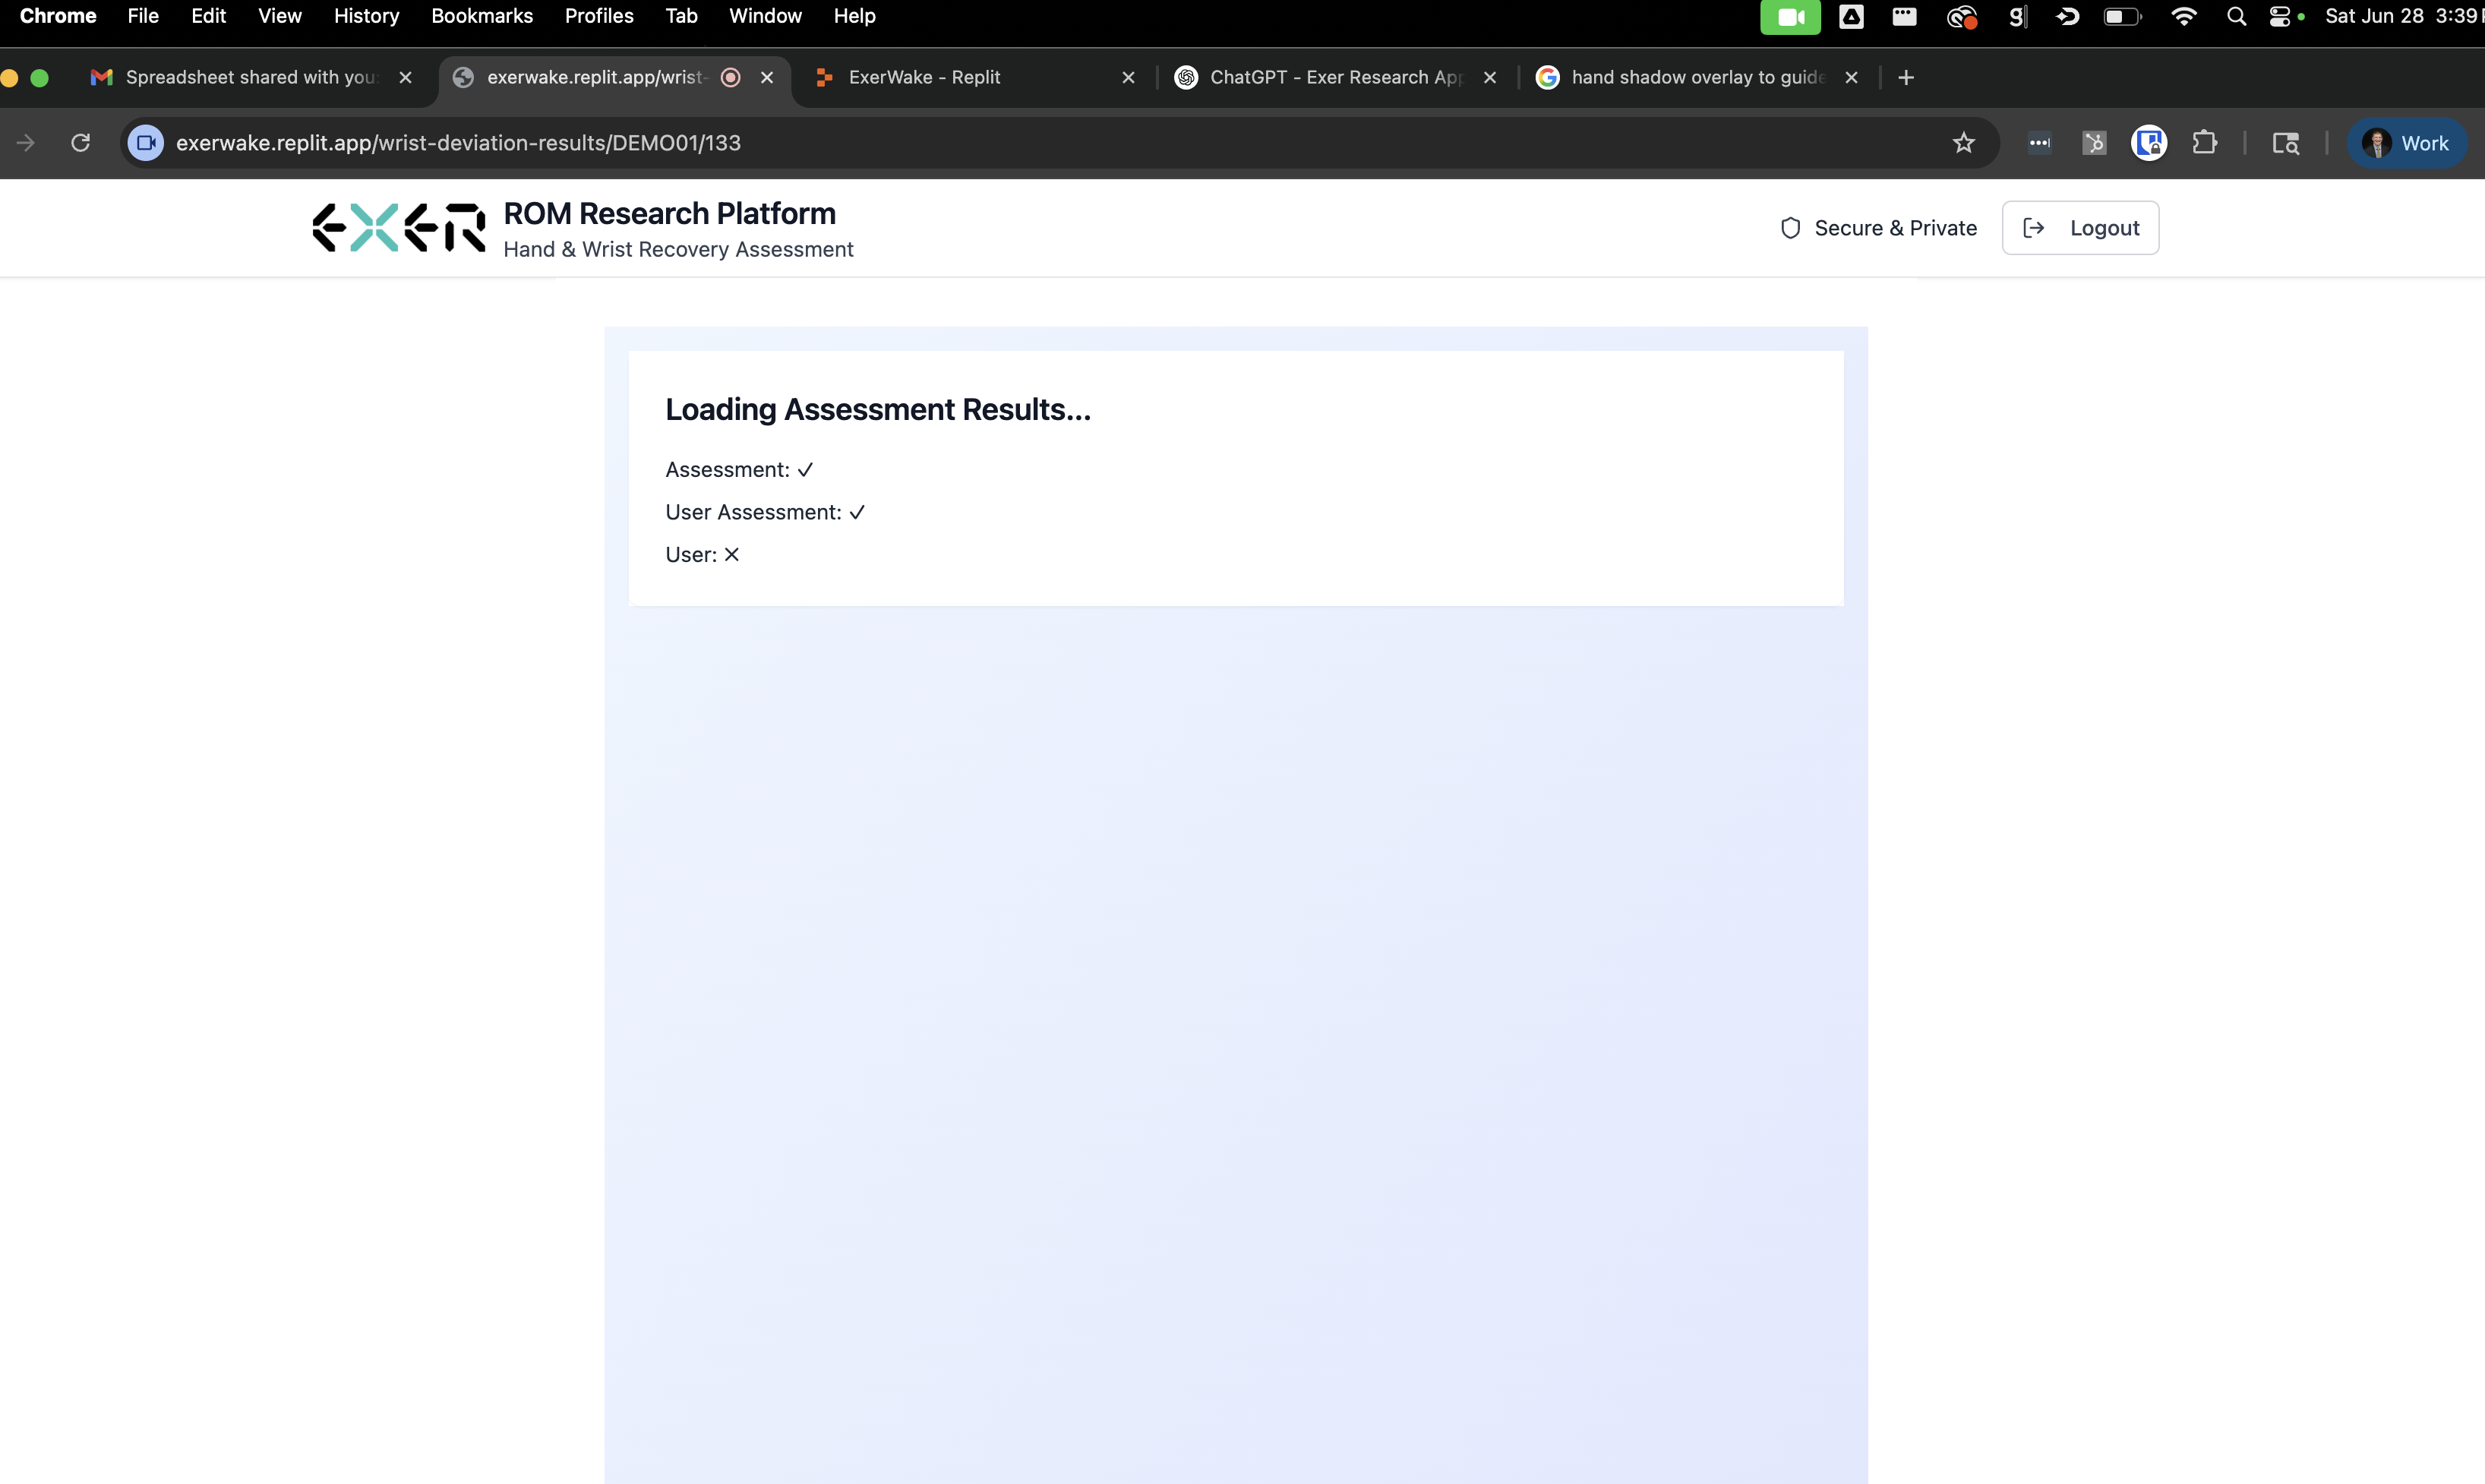 Chrome File Edit View History Bookmarks Profiles Tab Window Help Sat Jun 28 3:39
Spreadsheet shared with you: exerwake.replit.app/wrist- ExerWake - Replit ChatGPT - Exer Research App hand shadow overlay to guide
exerwake.replit.app/wrist-deviation-results/DEMO01/133 Work
EXER ROM Research Platform
Hand & Wrist Recovery Assessment
Secure & Private Logout
Loading Assessment Results...
Assessment: ✓
User Assessment: ✓
User: ✕